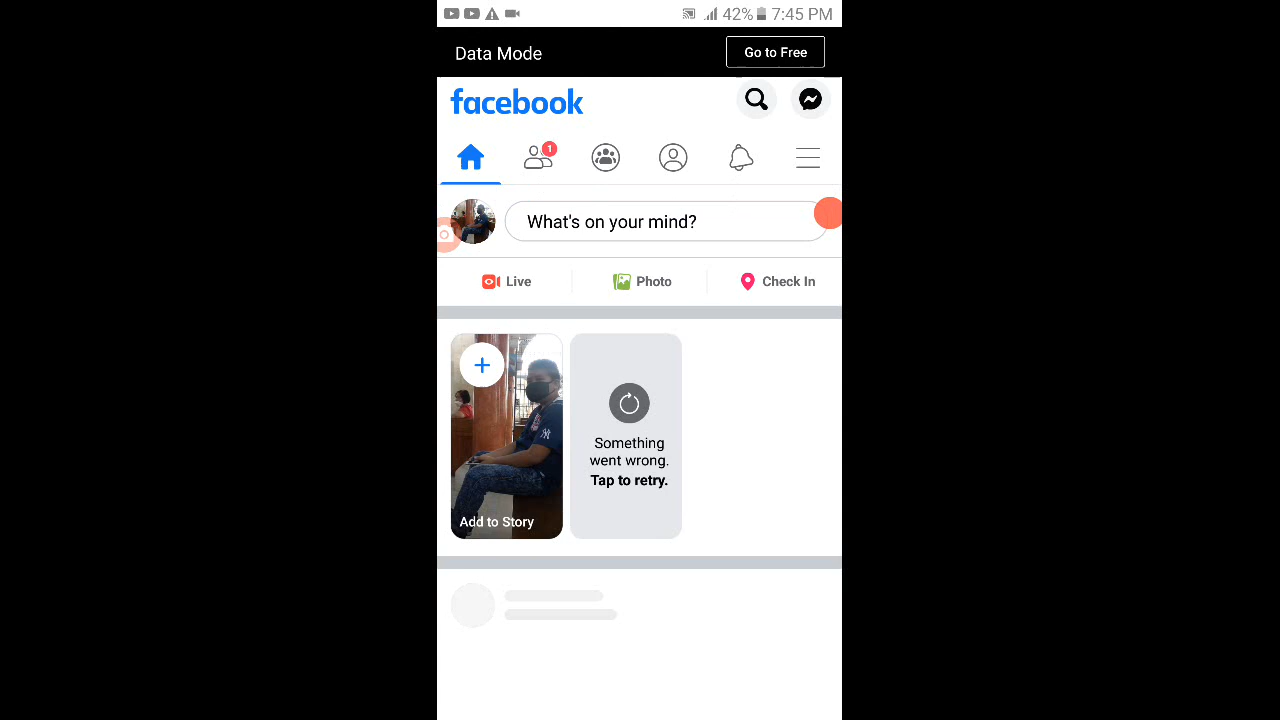 42% 7:45 PM
Data Mode
Go to Free
facebook
1
What's on your mind?
Live
Photo
Check In
Something
went wrong.
Tap to retry.
Add to Story